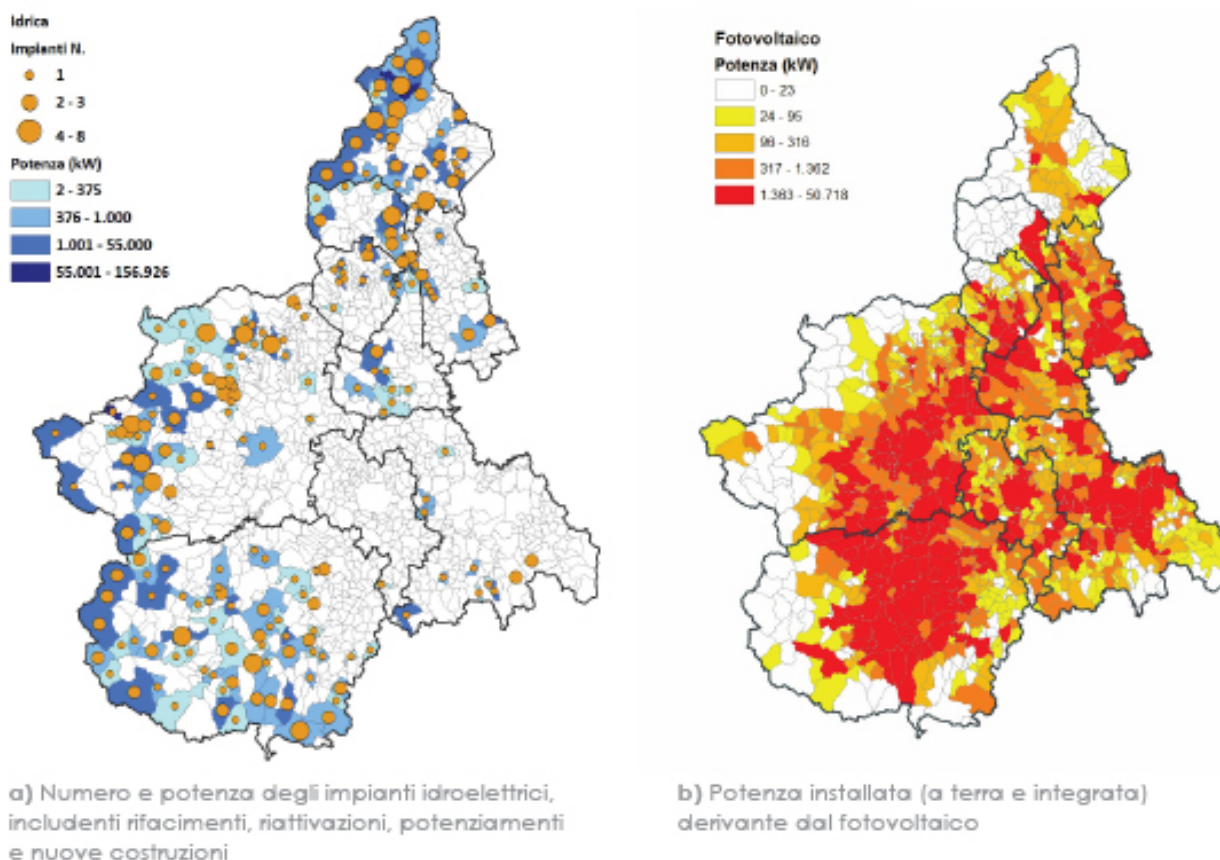 Idrica
Impianti N.
1
2 - 3
4 - 8
Potenza (kW)
2 - 375
376 - 1.000
1.001 - 55.000
55.001 - 156.926
Fotovoltaico
Potenza (kW)
0 - 23
24 - 95
96 - 316
317 - 1.362
1.363 - 50.718
a) Numero e potenza degli impianti idroelettrici,
includenti rifacimenti, riattivazioni, potenziamenti
e nuove costruzioni
b) Potenza installata (a terra e integrata)
derivante dal fotovoltaico